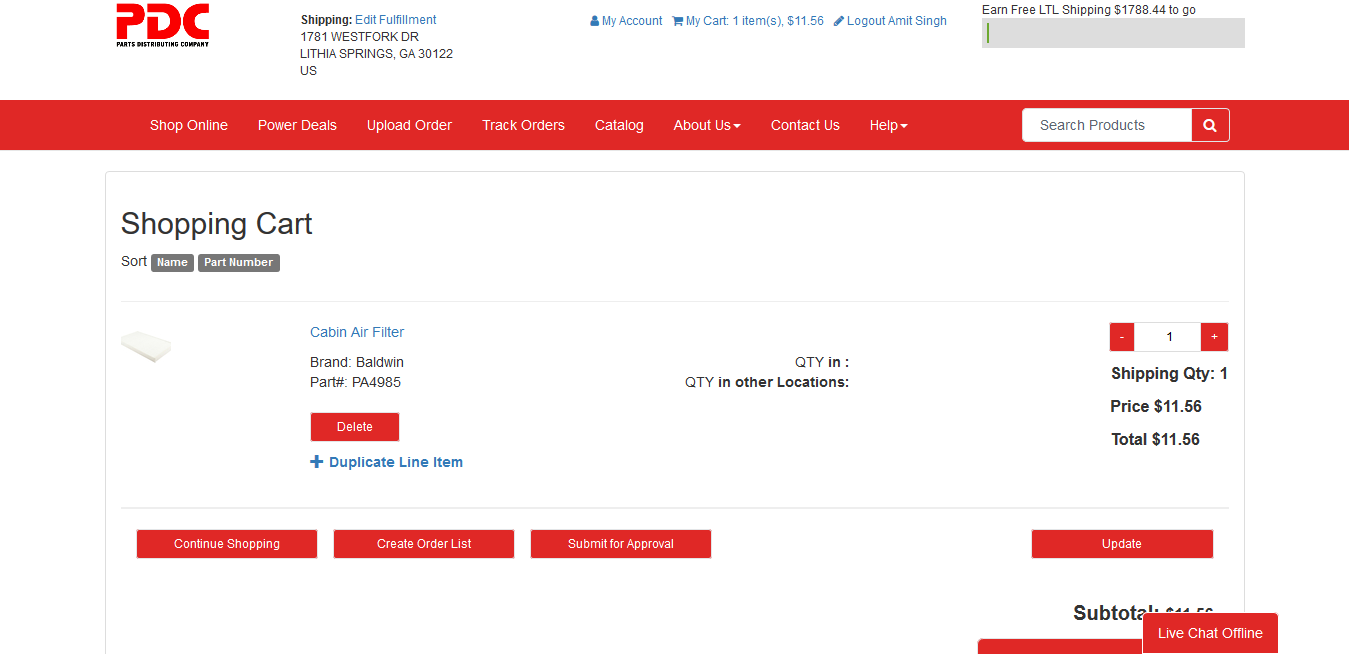 PDC
PARTS DISTRIBUTING COMPANY
Shipping: Edit Fulfillment
1781 WESTFORK DR
LITHIA SPRINGS, GA 30122
US
My Account My Cart: 1 item(s), $11.56 Logout Amit Singh
Earn Free LTL Shipping $1788.44 to go
Shop Online Power Deals Upload Order Track Orders Catalog About Us Contact Us Help Search Products
Shopping Cart
Sort Name Part Number
Cabin Air Filter
Brand: Baldwin
Part#: PA4985
QTY in :
QTY in other Locations:
- 1 +
Shipping Qty: 1
Price $11.56
Total $11.56
Delete
Duplicate Line Item
Continue Shopping Create Order List Submit for Approval Update
Subtotal: $11.56
Live Chat Offline